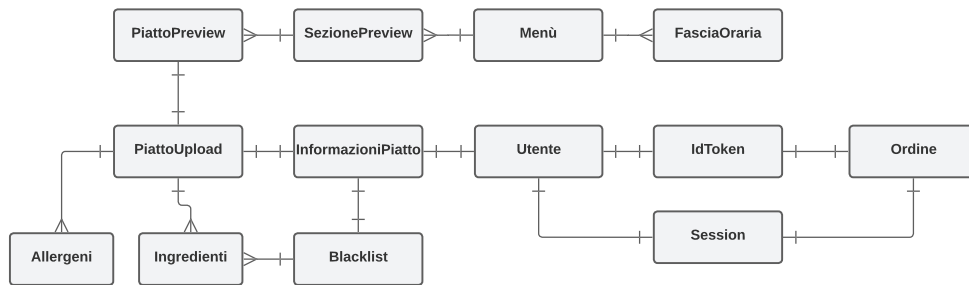 PiattoPreview
SezionePreview
Menù
FasciaOraria
PiattoUpload
InformazioniPiatto
Utente
IdToken
Ordine
Session
Allergeni
Ingredienti
Blacklist